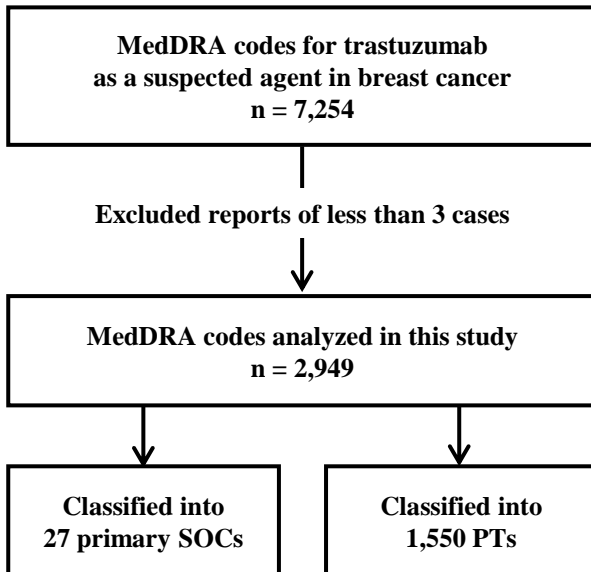 MedDRA codes for trastuzumab
as a suspected agent in breast cancer
n = 7,254
Excluded reports of less than 3 cases
MedDRA codes analyzed in this study
n = 2,949
Classified into
27 primary SOCs
Classified into
1,550 PTs